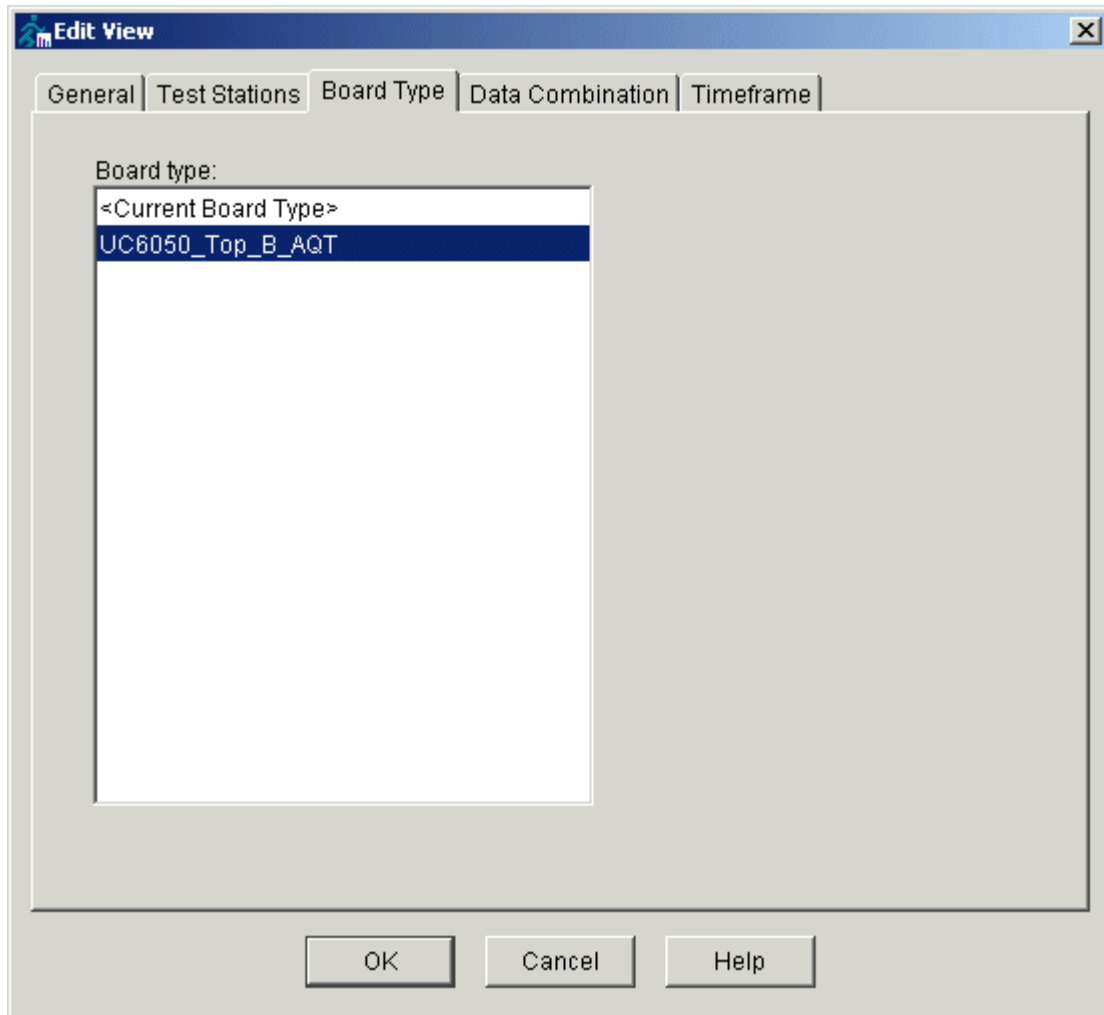 Edit View
General Test Stations Board Type Data Combination Timeframe
Board type:
<Current Board Type>
UC6050_Top_B_AQT
OK Cancel Help